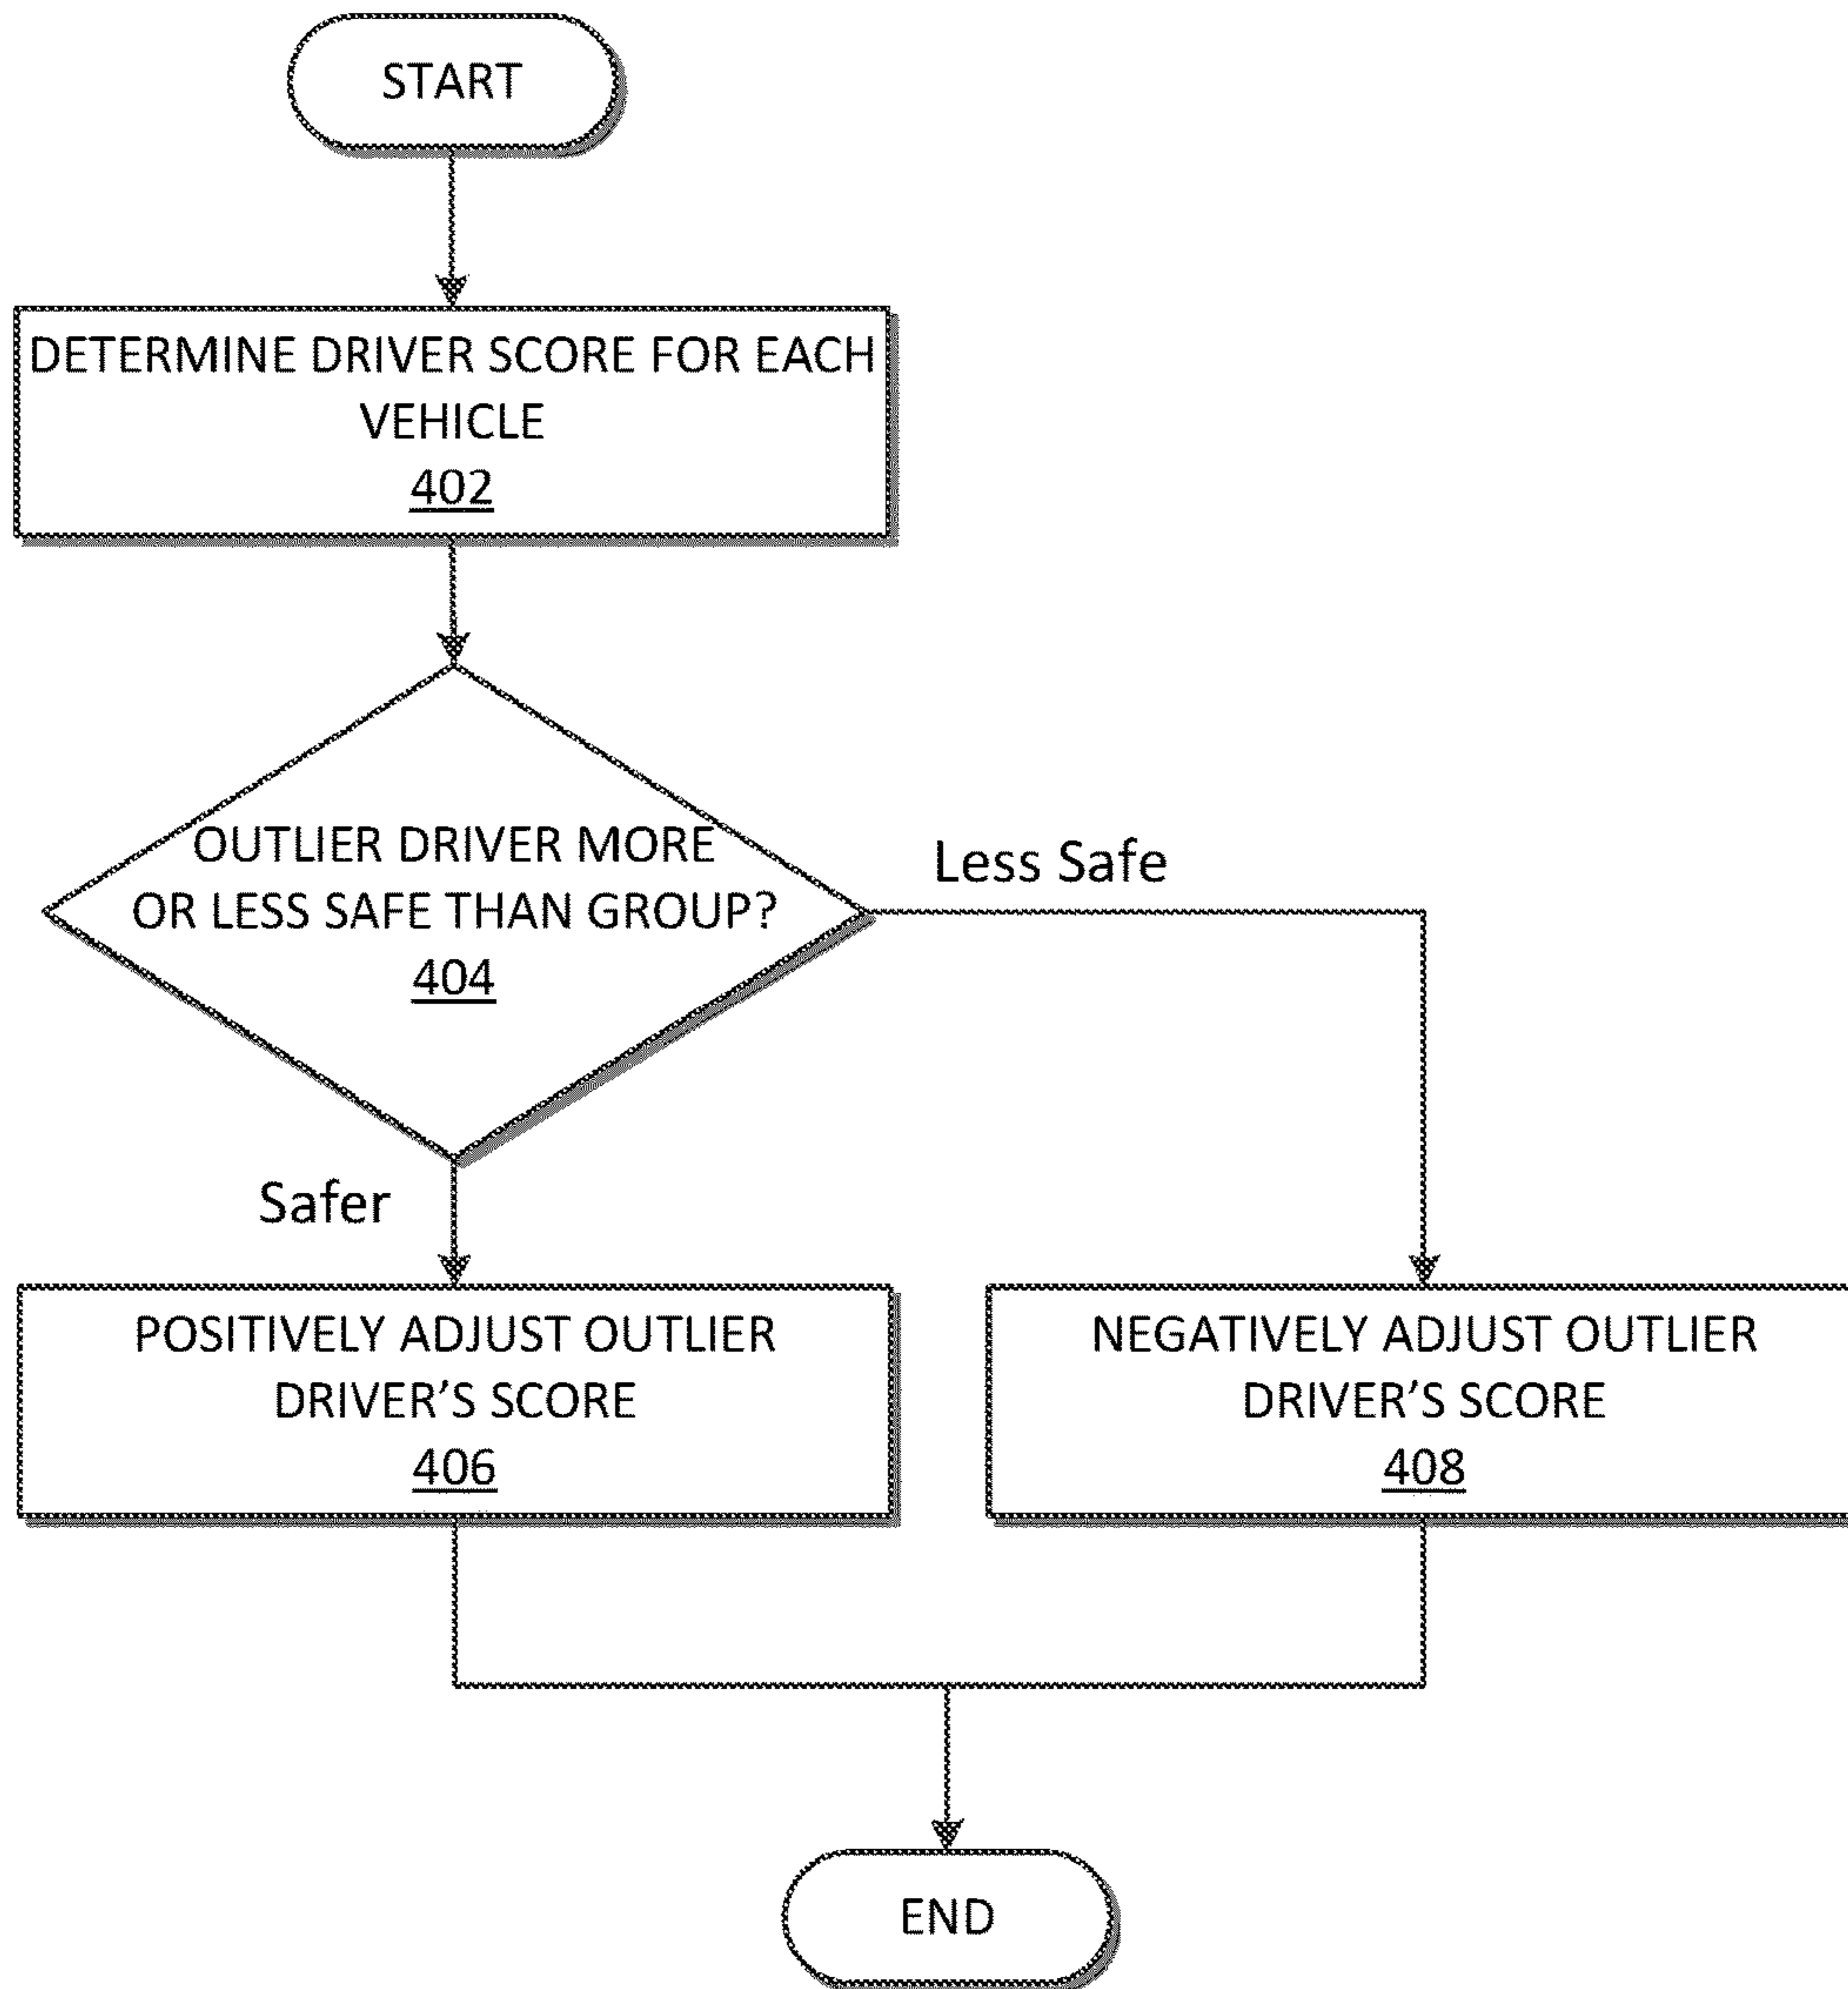 START
DETERMINE DRIVER SCORE FOR EACH
VEHICLE
402
OUTLIER DRIVER MORE
OR LESS SAFE THAN GROUP?
404
Less Safe
Safer
POSITIVELY ADJUST OUTLIER
DRIVER’S SCORE
406
NEGATIVELY ADJUST OUTLIER
DRIVER’S SCORE
408
END